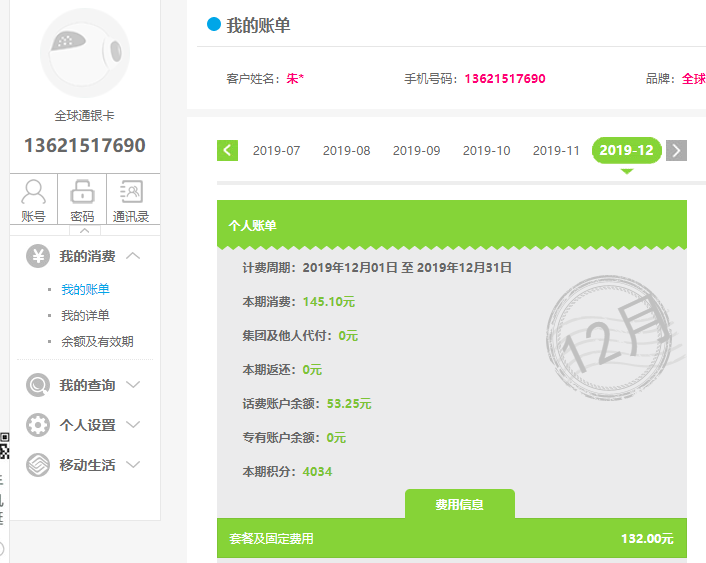 我的账单
客户姓名：朱* 手机号码：13621517690 品牌：全球
全球通银卡
13621517690
账号 密码 通讯录
我的消费
我的账单
我的详单
余额及有效期
我的查询
个人设置
移动生活
2019-07 2019-08 2019-09 2019-10 2019-11 2019-12
个人账单
计费周期：2019年12月01日 至 2019年12月31日
本期消费：145.10元
集团及他人代付：0元
本期返还：0元
话费账户余额：53.25元
专有账户余额：0元
本期积分：4034
12月
费用信息
套餐及固定费用 132.00元